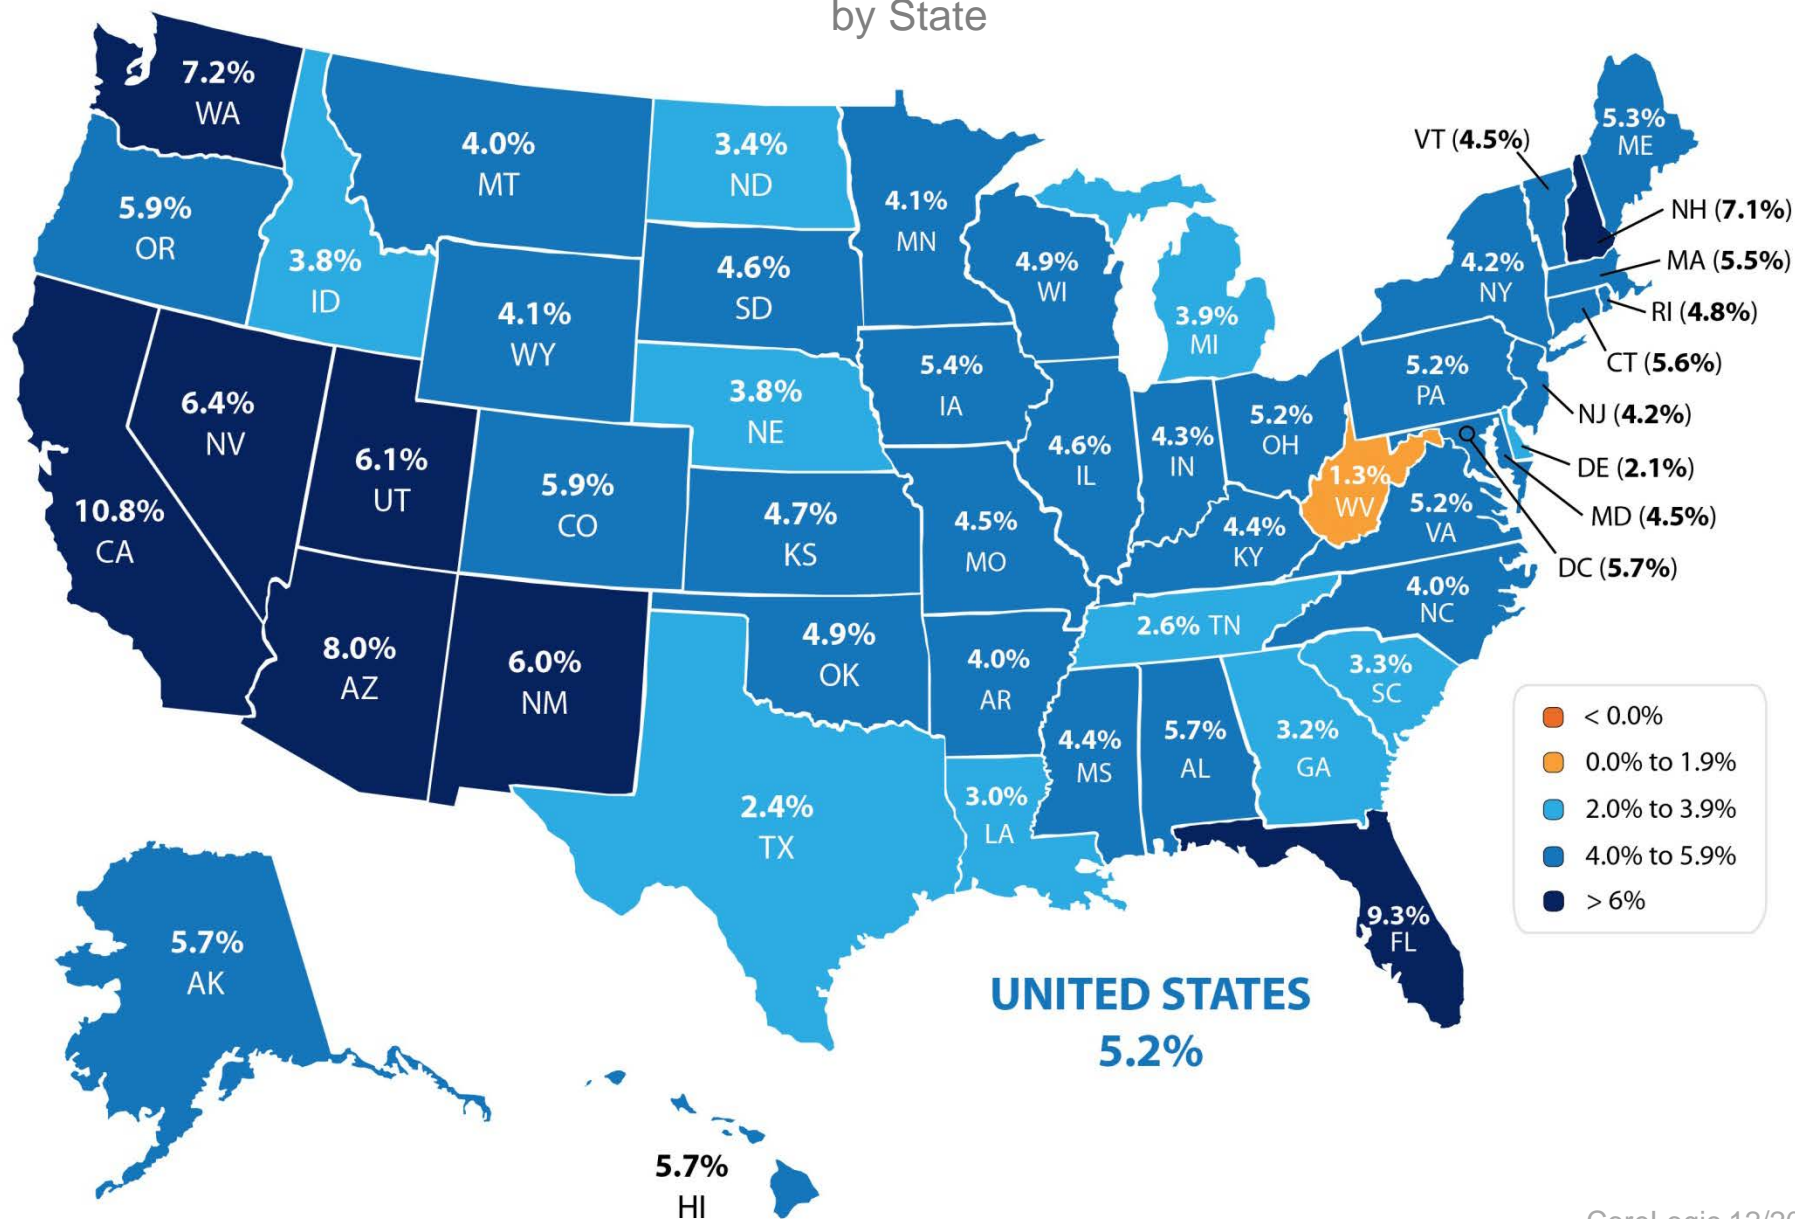 by State
7.2%
WA
4.0%
MT
3.4%
ND
4.1%
MN
5.3%
ME
VT (4.5%)
NH (7.1%)
MA (5.5%)
RI (4.8%)
CT (5.6%)
NJ (4.2%)
DE (2.1%)
MD (4.5%)
DC (5.7%)
5.9%
OR
3.8%
ID
4.6%
SD
4.9%
WI
4.2%
NY
4.1%
WY
3.9%
MI
5.4%
IA
5.2%
PA
6.4%
NV
3.8%
NE
5.2%
OH
6.1%
UT
5.9%
CO
4.6%
IL
4.3%
IN
1.3%
WV
5.2%
VA
10.8%
CA
4.7%
KS
4.5%
MO
4.4%
KY
4.0%
NC
8.0%
AZ
6.0%
NM
4.9%
OK
4.0%
AR
2.6% TN
3.3%
SC
4.4%
MS
5.7%
AL
3.2%
GA
2.4%
TX
3.0%
LA
9.3%
FL
< 0.0%
0.0% to 1.9%
2.0% to 3.9%
4.0% to 5.9%
> 6%
5.7%
AK
UNITED STATES
5.2%
5.7%
HI